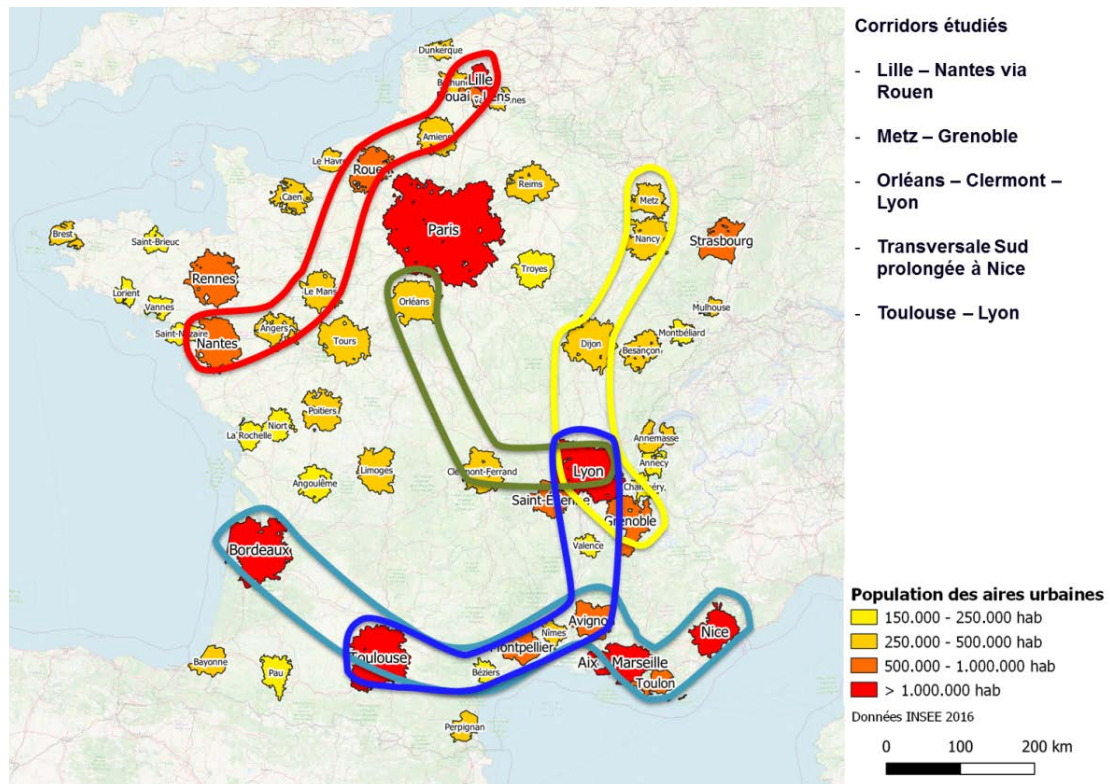 Corridors étudiés
- Lille – Nantes via
Rouen
- Metz – Grenoble
- Orléans – Clermont –
Lyon
- Transversale Sud
prolongée à Nice
- Toulouse – Lyon
Dunkerque
Lille
Douai - Lens
Amiens
Le Havre
Rouen
Caen
Reims
Metz
Paris
Nancy
Strasbourg
Brest
Saint-Brieuc
Troyes
Rennes
Lorient
Vannes
Le Mans
Orléans
Mulhouse
Saint-Nazaire
Nantes
Angers
Tours
Dijon
Montbéliard
Besançon
Poitiers
Niort
La Rochelle
Annemasse
Limoges
Clermont-Ferrand
Lyon
Annecy
Angoulême
Chambéry
Saint-Étienne
Grenoble
Bordeaux
Valence
Avignon
Nîmes
Nice
Montpellier
Toulouse
Aix
Marseille
Bayonne
Pau
Béziers
Toulon
Perpignan
Population des aires urbaines
150.000 - 250.000 hab
250.000 - 500.000 hab
500.000 - 1.000.000 hab
> 1.000.000 hab
Données INSEE 2016
0 100 200 km